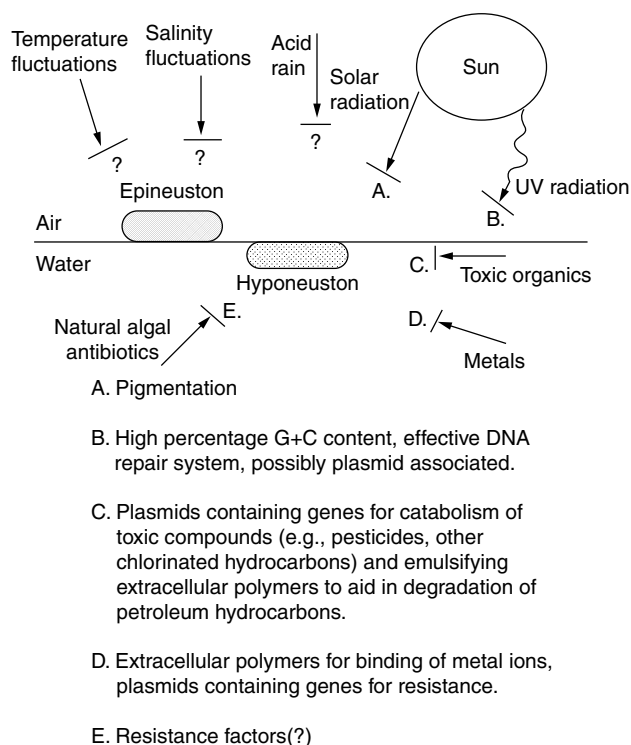 Temperature
fluctuations
Salinity
fluctuations
Acid
rain
Solar
radiation
Sun
?
?
?
A.
UV radiation
B.
Epineuston
Air
Water
Hyponeuston
C.
Toxic organics
E.
D.
Natural algal
antibiotics
Metals
A. Pigmentation
B. High percentage G+C content, effective DNA
repair system, possibly plasmid associated.
C. Plasmids containing genes for catabolism of
toxic compounds (e.g., pesticides, other
chlorinated hydrocarbons) and emulsifying
extracellular polymers to aid in degradation of
petroleum hydrocarbons.
D. Extracellular polymers for binding of metal ions,
plasmids containing genes for resistance.
E. Resistance factors(?)